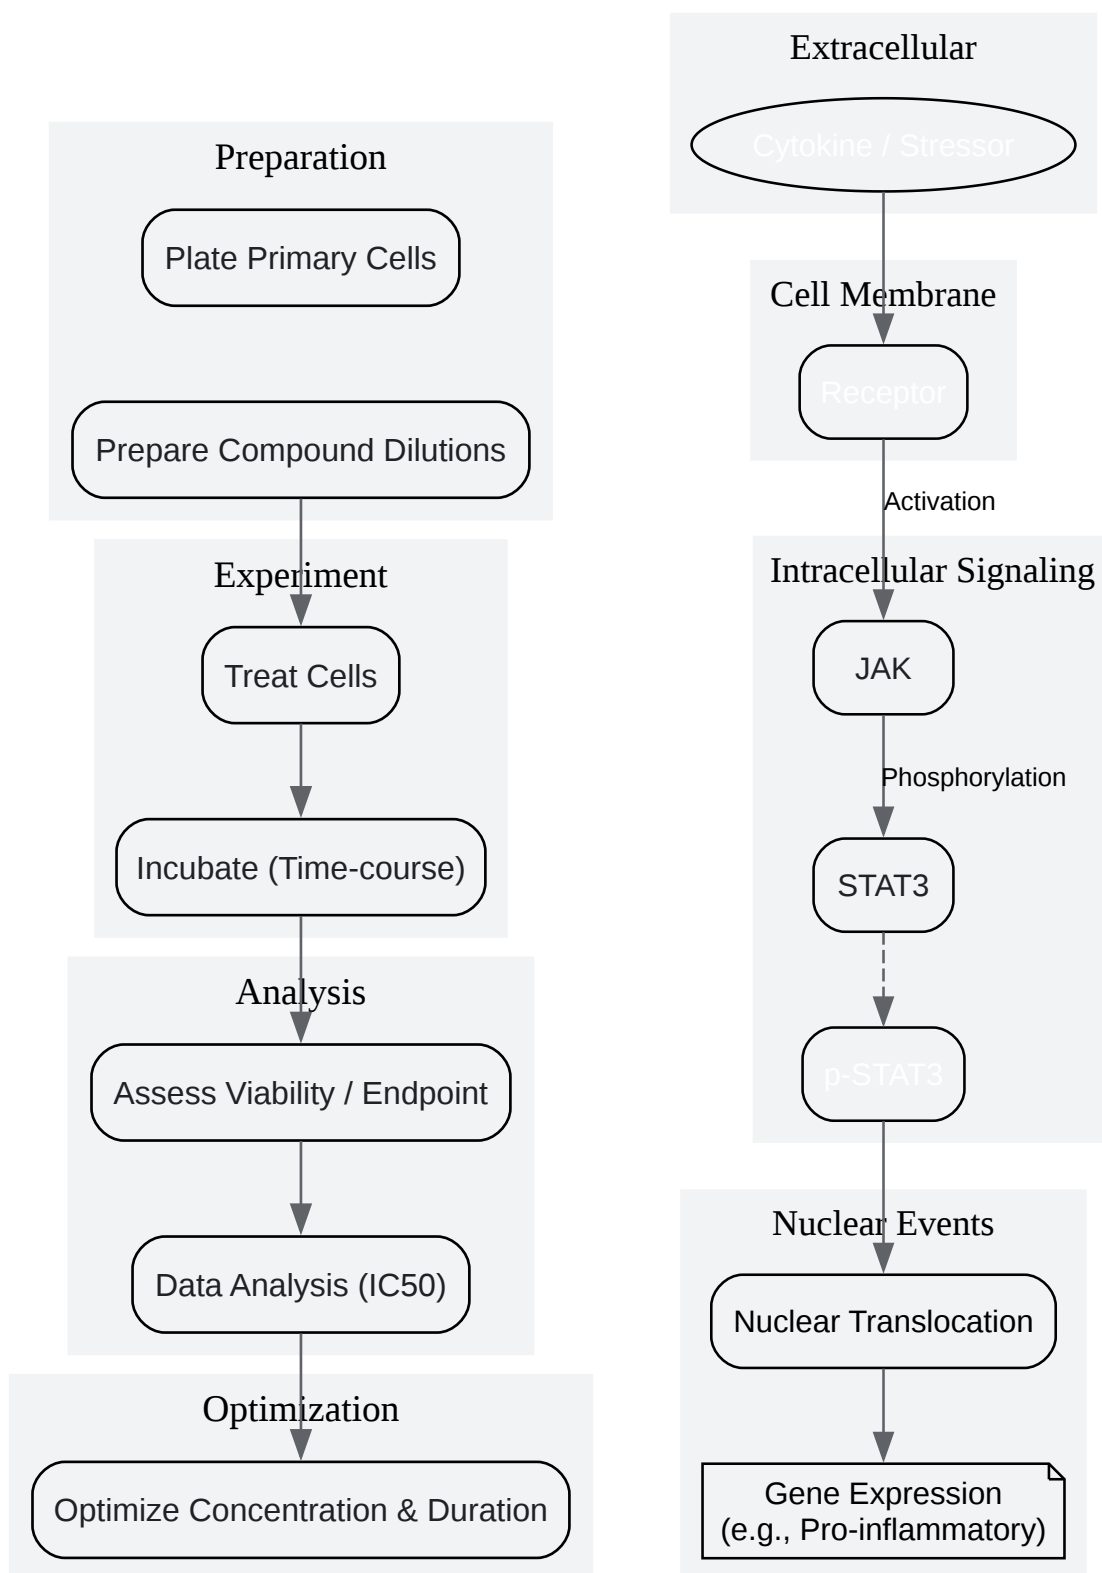 Preparation
Plate Primary Cells
Prepare Compound Dilutions
Experiment
Treat Cells
Incubate (Time-course)
Analysis
Assess Viability / Endpoint
Data Analysis (IC50)
Optimization
Optimize Concentration & Duration
Extracellular
Cytokine / Stressor
Cell Membrane
Receptor
Activation
Intracellular Signaling
JAK
Phosphorylation
STAT3
p-STAT3
Nuclear Events
Nuclear Translocation
Gene Expression
(e.g., Pro-inflammatory)